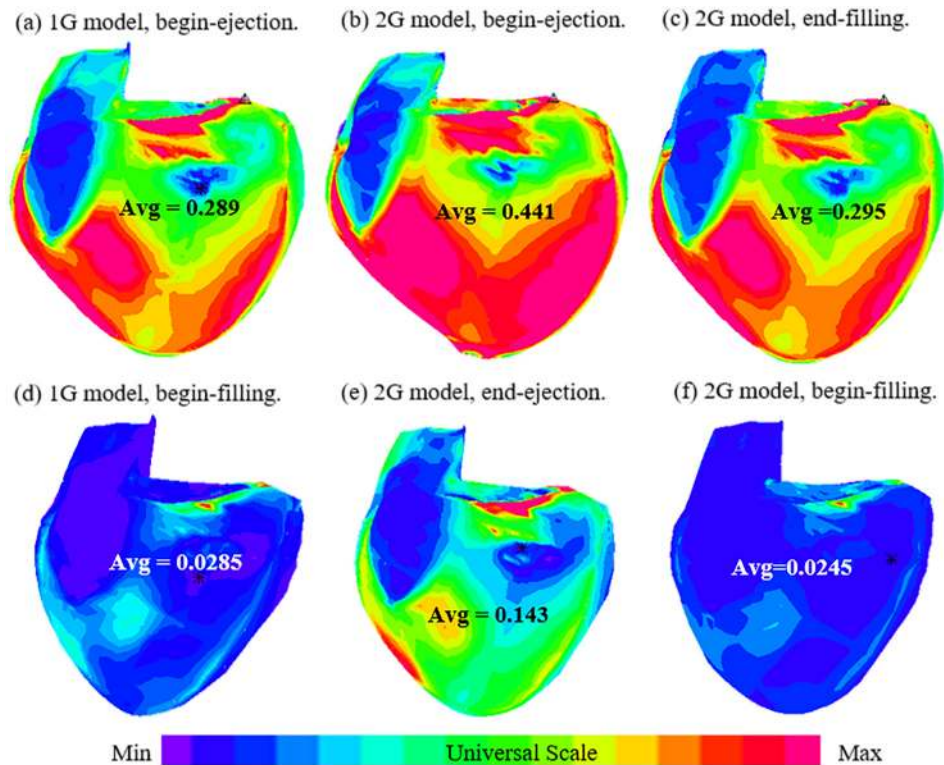 (a) 1G model, begin-ejection.
(b) 2G model, begin-ejection.
(c) 2G model, end-filling.
Avg = 0.289
Avg = 0.441
Avg =0.295
(d) 1G model, begin-filling.
(e) 2G model, end-ejection.
(f) 2G model, begin-filling.
Avg = 0.0285
Avg = 0.143
Avg=0.0245
Min
Universal Scale
Max